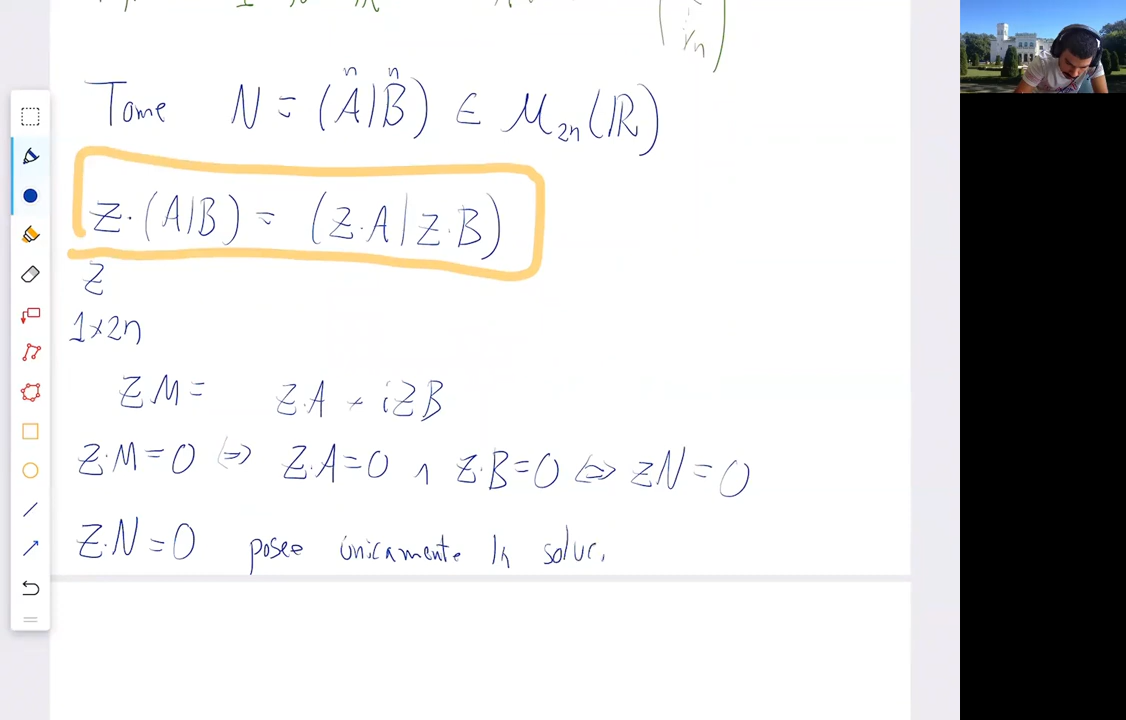 Tome N = (A|B) ∈ M₂ₙ(ℝ)
n n
Z·(A|B) = (Z·A|Z·B)
Z
1×2n
ZM = Z·A + iZB
Z·M=0 ⇔ Z·A=0 ∧ Z·B=0 ⇔ ZN=0
Z·N=0 posee únicamente la soluc.